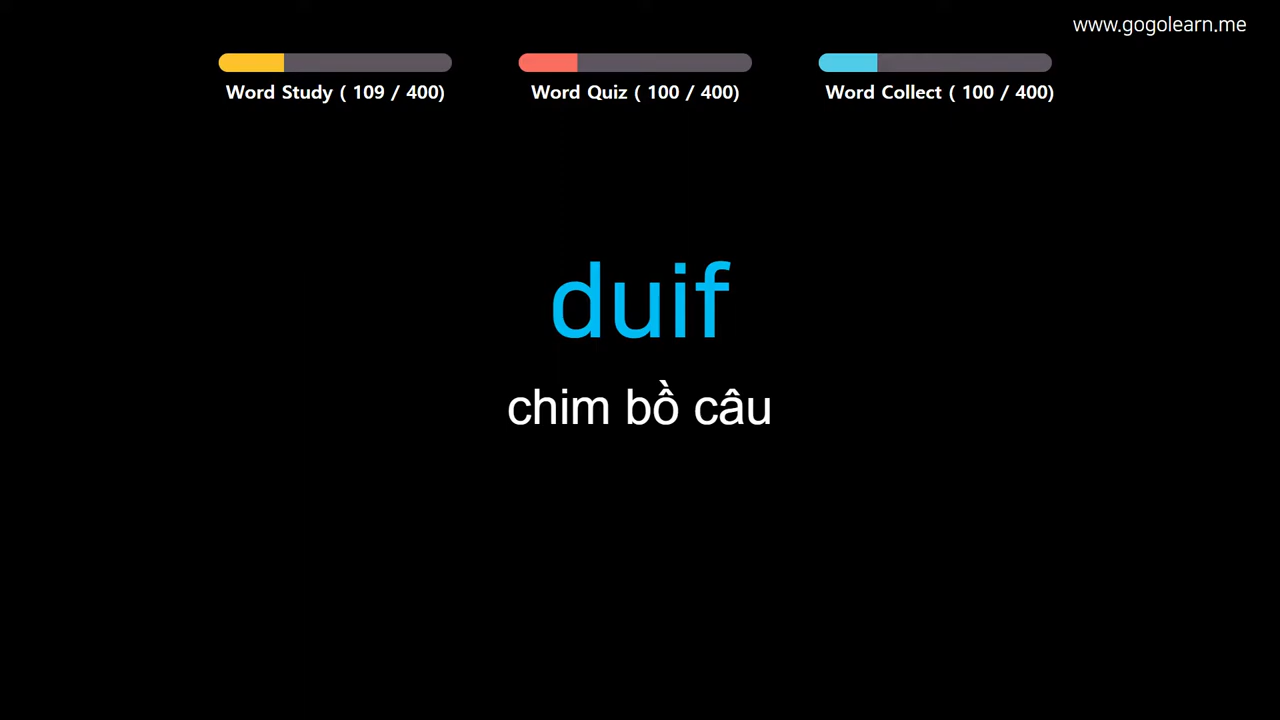 www.gogolearn.me
Word Study ( 109 / 400)
Word Quiz ( 100 / 400)
Word Collect ( 100 / 400)
duif
chim bồ câu